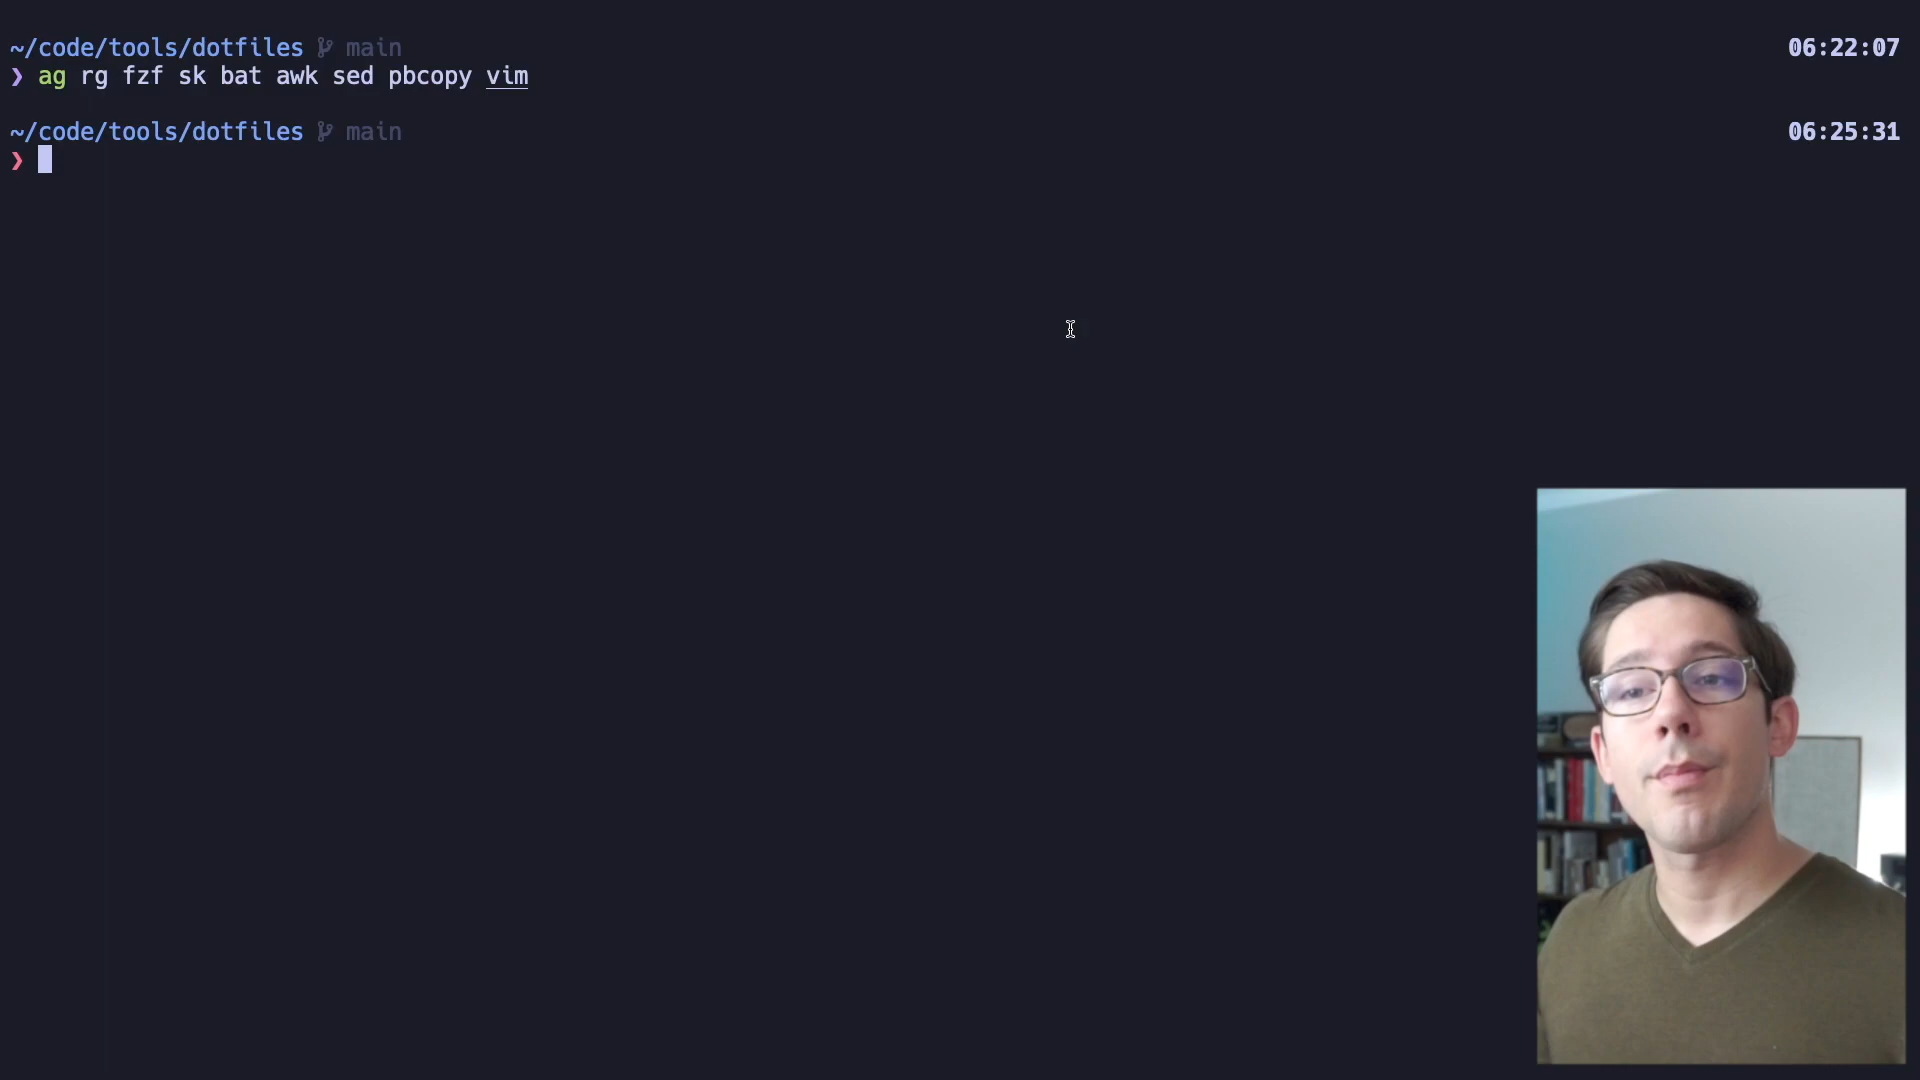 ~/code/tools/dotfiles main 06:22:07
❯ ag rg fzf sk bat awk sed pbcopy vim
~/code/tools/dotfiles main 06:25:31
❯